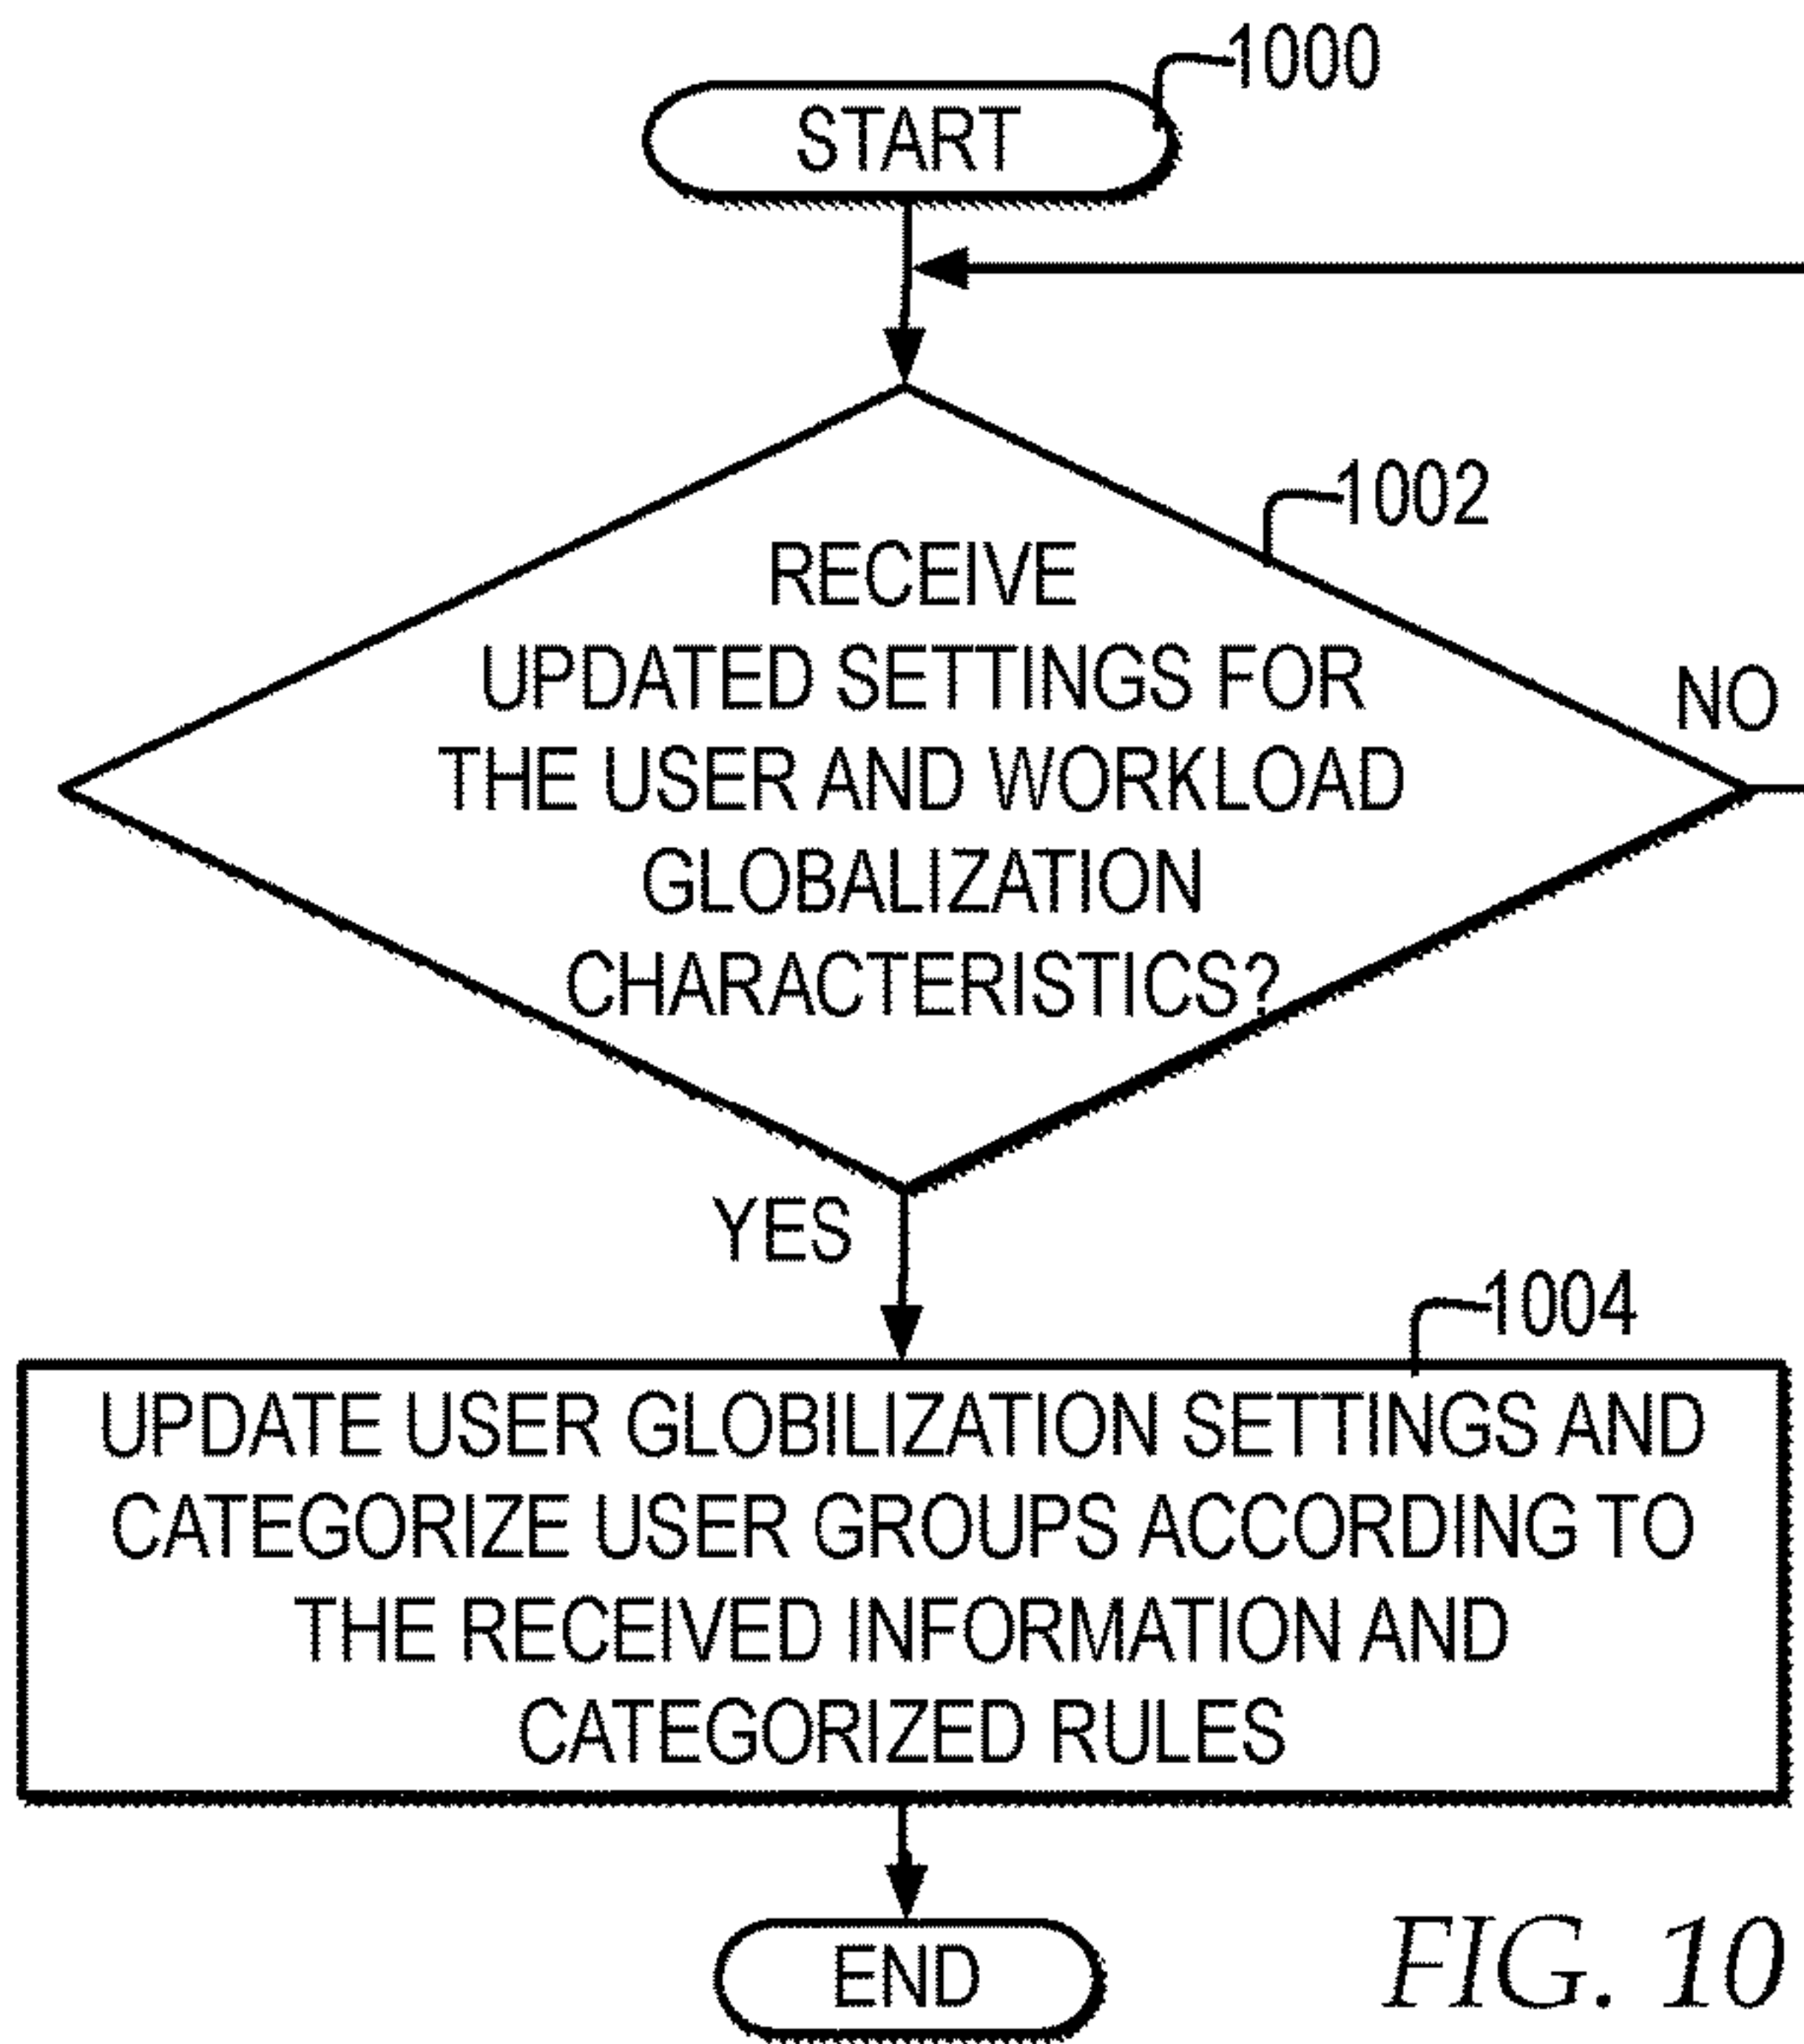 1000
START
1002
RECEIVE
UPDATED SETTINGS FOR
THE USER AND WORKLOAD
GLOBALIZATION
CHARACTERISTICS?
NO
YES
1004
UPDATE USER GLOBILIZATION SETTINGS AND
CATEGORIZE USER GROUPS ACCORDING TO
THE RECEIVED INFORMATION AND
CATEGORIZED RULES
END
FIG. 10